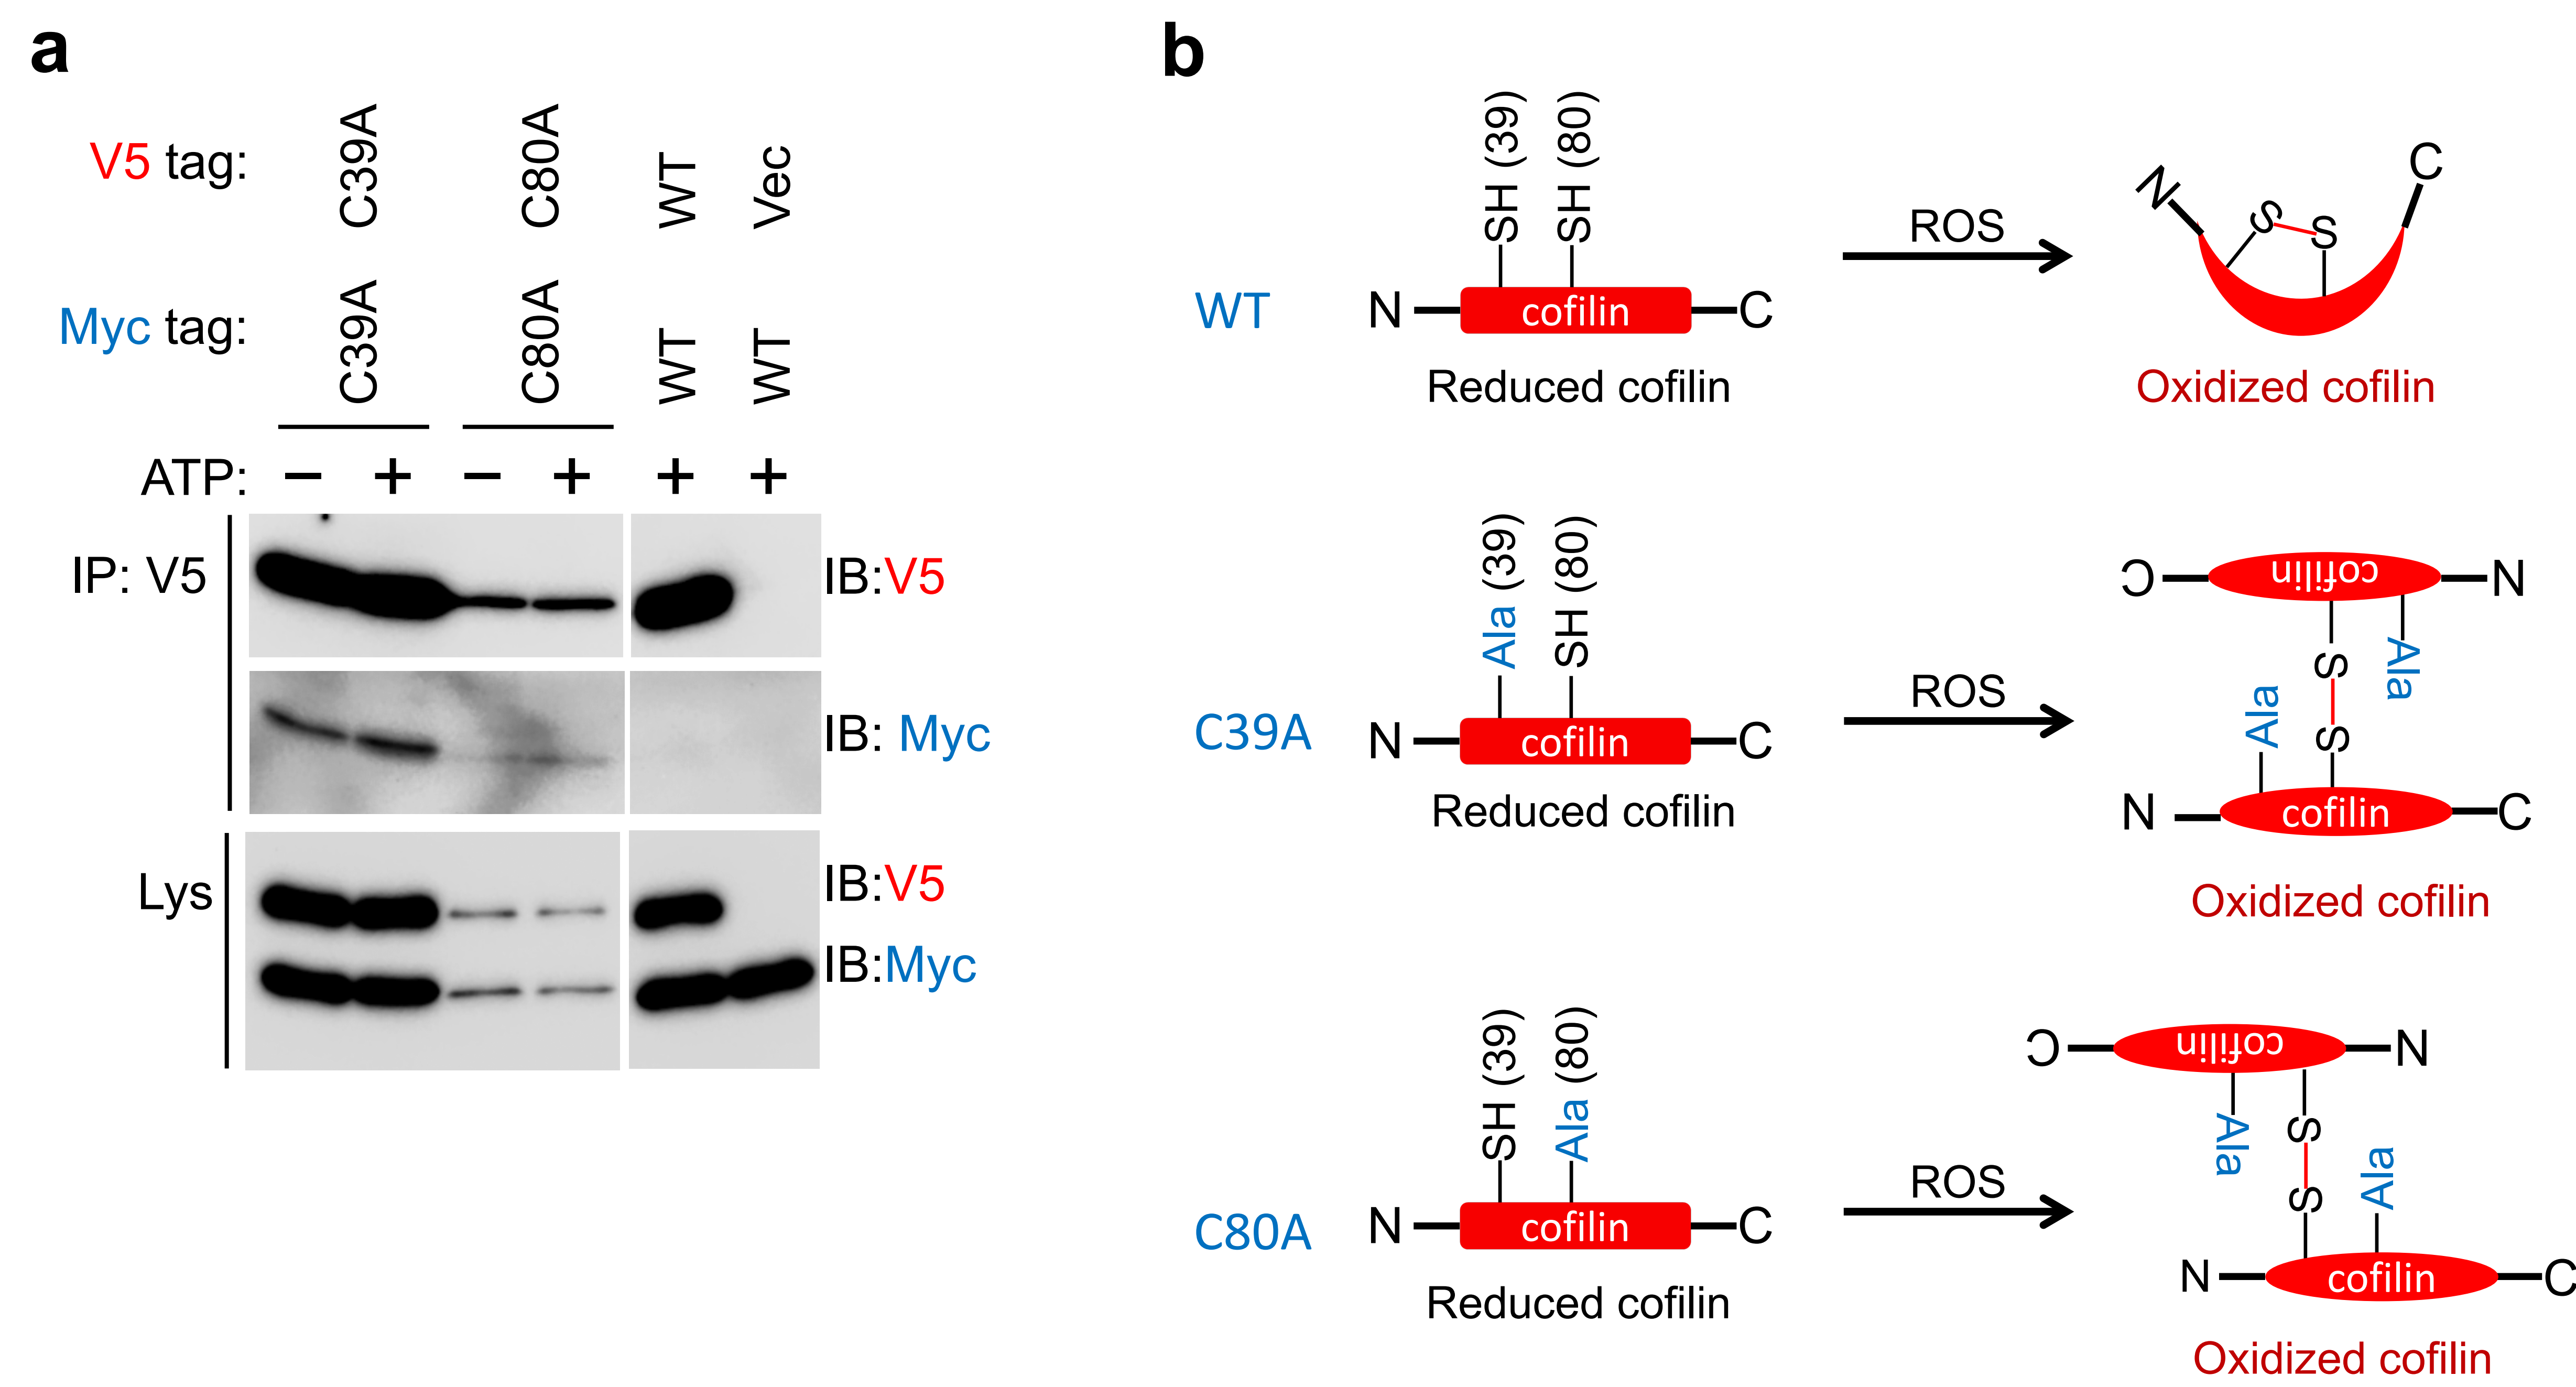 a
V5 tag: C39A C80A WT Vec
Myc tag: C39A C80A WT WT
ATP: − + − + + +
IP: V5
IB:V5
IB: Myc
Lys
IB:V5
IB:Myc
b
WT
SH (39) SH (80)
N cofilin C
Reduced cofilin
ROS
N S S C
Oxidized cofilin
C39A
Ala (39) SH (80)
N cofilin C
Reduced cofilin
ROS
C cofilin N
S Ala
Ala S
N cofilin C
Oxidized cofilin
C80A
SH (39) Ala (80)
N cofilin C
Reduced cofilin
ROS
C cofilin N
Ala S
S Ala
N cofilin C
Oxidized cofilin